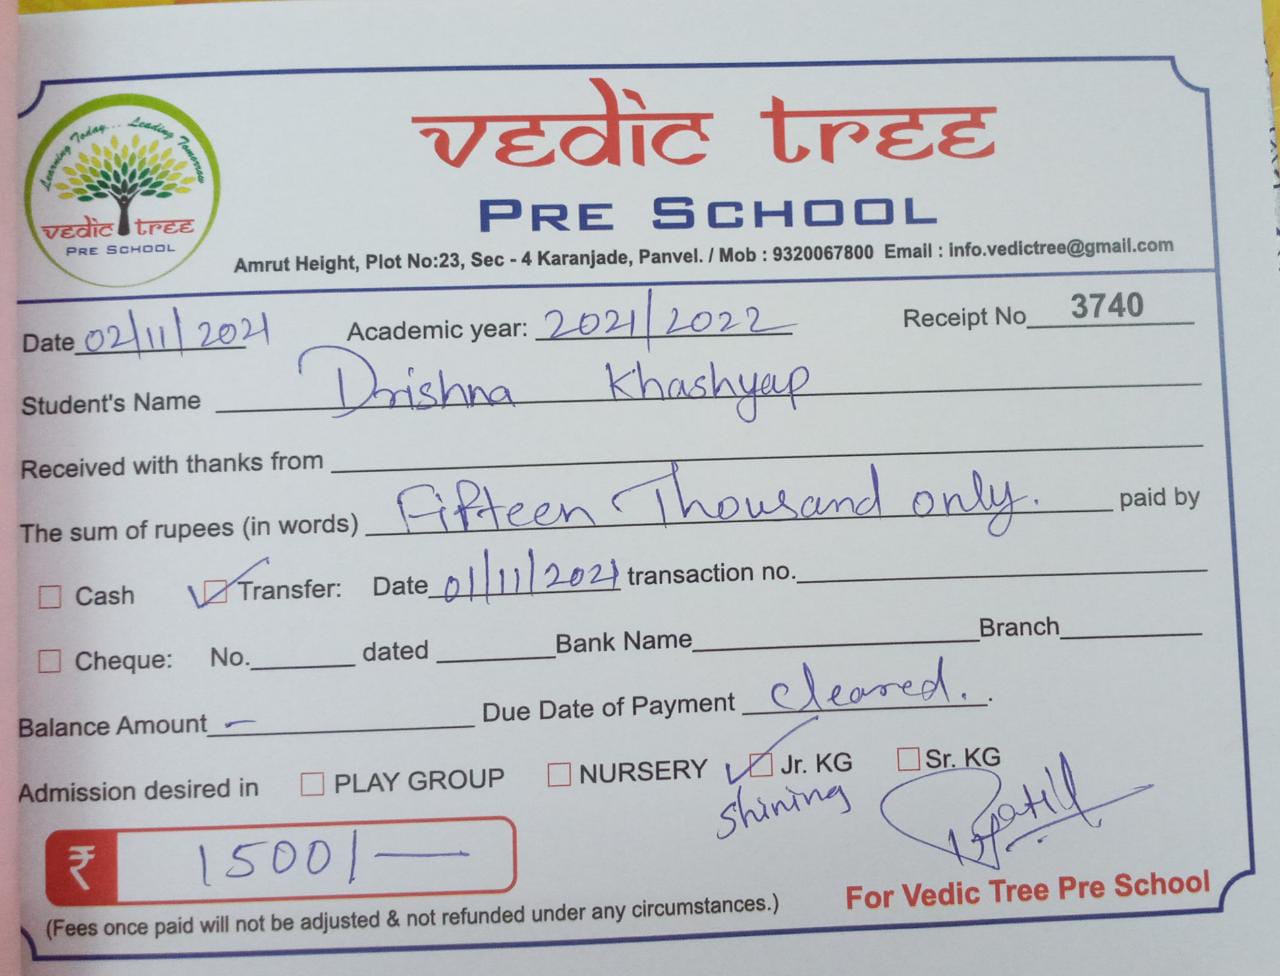 Learning Today... Leading Tomorrow
vedic tree
PRE SCHOOL
vedic tree
PRE SCHOOL
Amrut Height, Plot No:23, Sec - 4 Karanjade, Panvel. / Mob : 9320067800 Email : info.vedictree@gmail.com
Date 02/11/2021 Academic year: 2021/2022 Receipt No 3740
Student's Name Drishna Khashyap
Received with thanks from
The sum of rupees (in words) Fifteen Thousand only. paid by
Cash Transfer: Date 01/11/2021 transaction no.
Cheque: No. dated Bank Name Branch
Balance Amount – Due Date of Payment cleared.
Admission desired in PLAY GROUP NURSERY Jr. KG Sr. KG
Shining
₹ 1500/—
For Vedic Tree Pre School
(Fees once paid will not be adjusted & not refunded under any circumstances.)